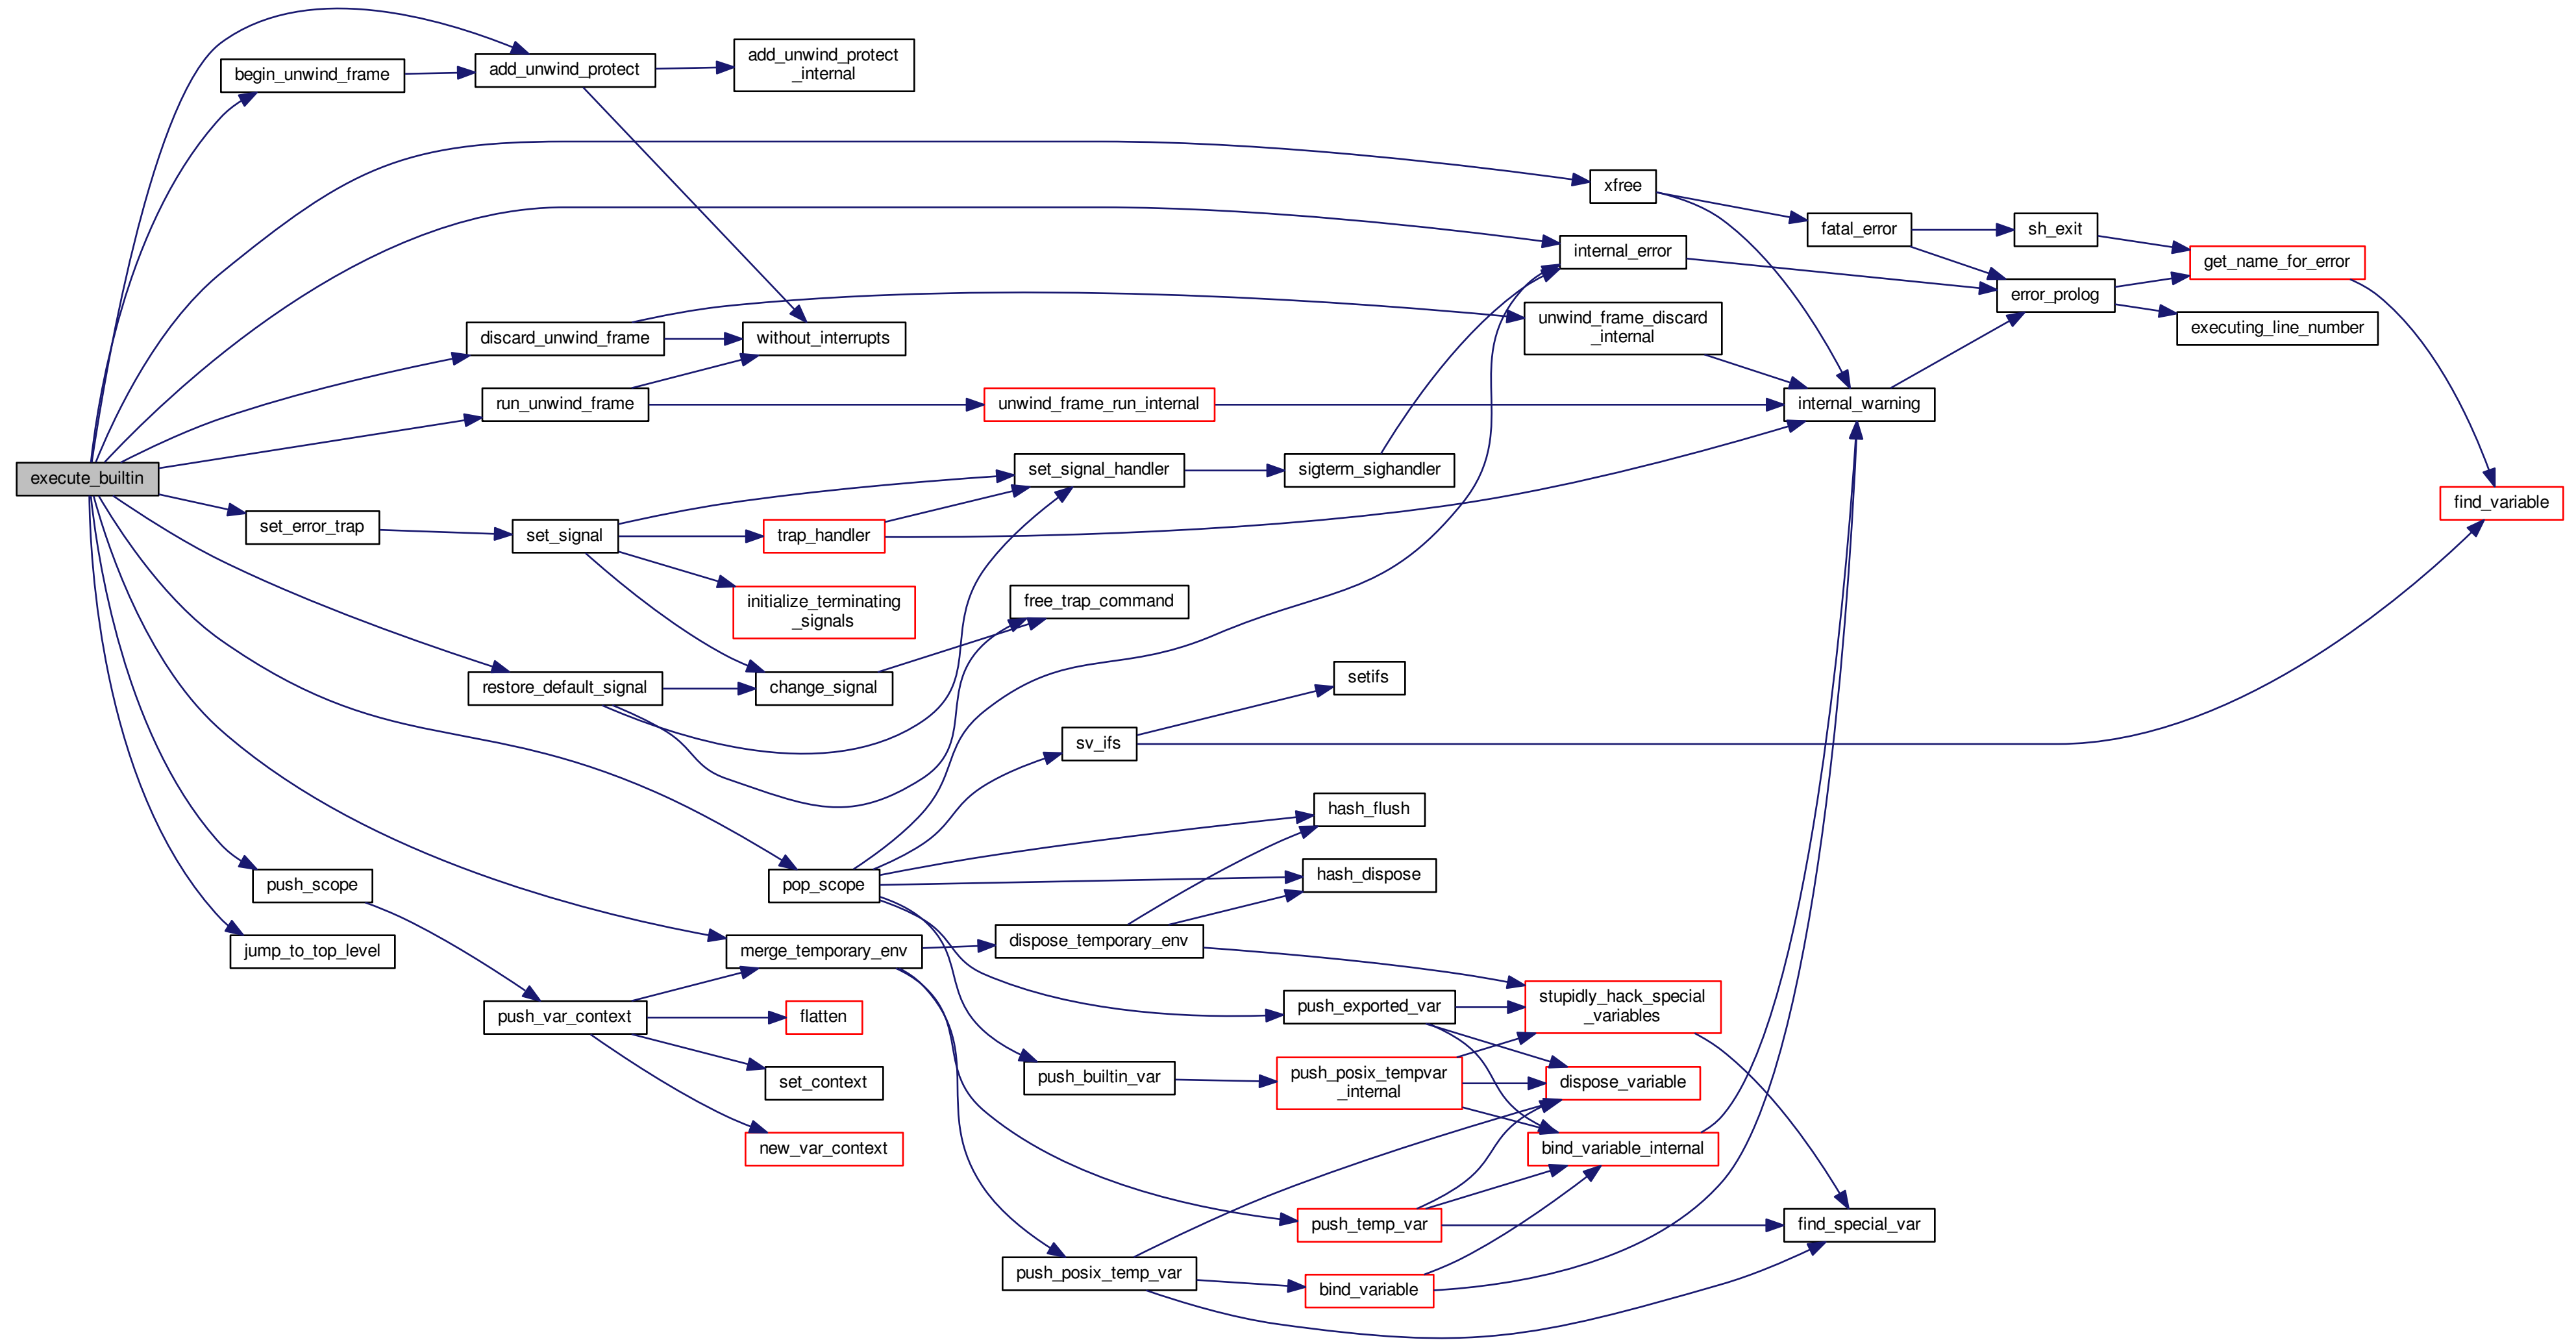 add_unwind_protect
_internal
begin_unwind_frame
add_unwind_protect
xfree
fatal_error
sh_exit
internal_error
get_name_for_error
error_prolog
unwind_frame_discard
_internal
executing_line_number
discard_unwind_frame
without_interrupts
run_unwind_frame
unwind_frame_run_internal
internal_warning
execute_builtin
set_signal_handler
sigterm_sighandler
find_variable
set_error_trap
set_signal
trap_handler
initialize_terminating
_signals
free_trap_command
restore_default_signal
change_signal
setifs
sv_ifs
hash_flush
push_scope
pop_scope
hash_dispose
jump_to_top_level
merge_temporary_env
dispose_temporary_env
push_var_context
flatten
push_exported_var
stupidly_hack_special
_variables
set_context
push_builtin_var
push_posix_tempvar
_internal
dispose_variable
new_var_context
bind_variable_internal
push_temp_var
find_special_var
push_posix_temp_var
bind_variable